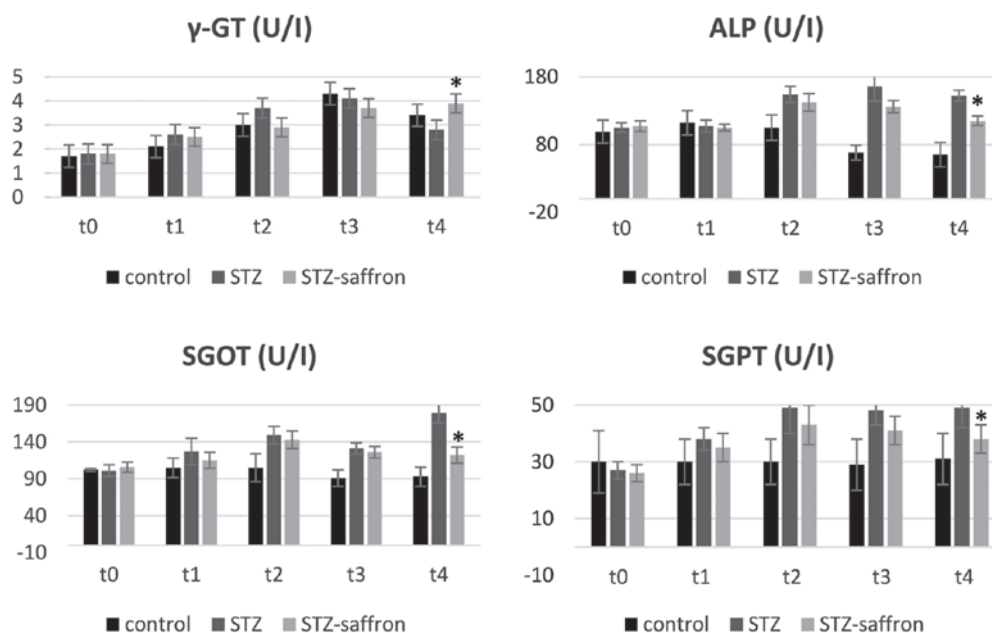 γ-GT (U/I)
5
4
3
2
1
0
*
t0 t1 t2 t3 t4
■ control ■ STZ ■ STZ-saffron
ALP (U/I)
180
80
-20
*
t0 t1 t2 t3 t4
■ control ■ STZ ■ STZ-saffron
SGOT (U/I)
190
140
90
40
-10
*
t0 t1 t2 t3 t4
■ control ■ STZ ■ STZ-saffron
SGPT (U/I)
50
30
10
-10
*
t0 t1 t2 t3 t4
■ control ■ STZ ■ STZ-saffron